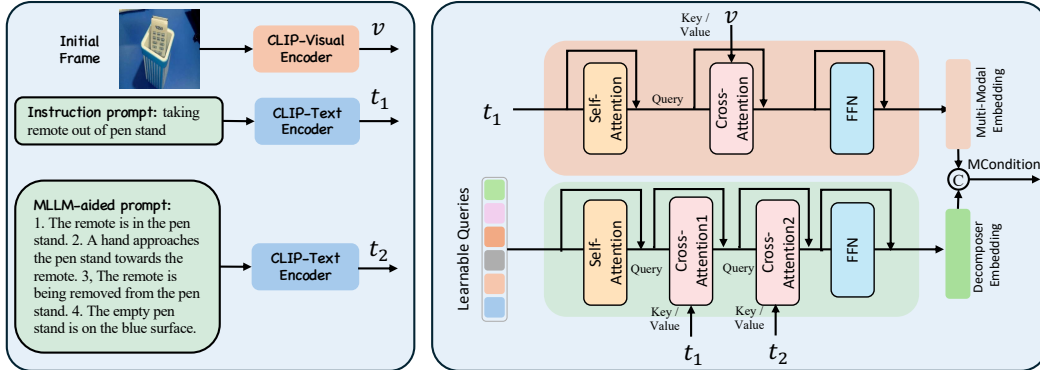 Initial
Frame
CLIP-Visual
Encoder
v
Instruction prompt: taking
remote out of pen stand
CLIP-Text
Encoder
t1
MLLM-aided prompt:
1. The remote is in the pen
stand. 2. A hand approaches
the pen stand towards the
remote. 3, The remote is
being removed from the pen
stand. 4. The empty pen
stand is on the blue surface.
CLIP-Text
Encoder
t2
Key /
Value
v
t1
Self-
Attention
Query
Cross-
Attention
FFN
Multi-Modal
Embedding
C
MCondition
Learnable Queries
Self-
Attention
Query
Cross-
Attention1
Query
Cross-
Attention2
FFN
Decomposer
Embedding
Key /
Value
t1
Key /
Value
t2